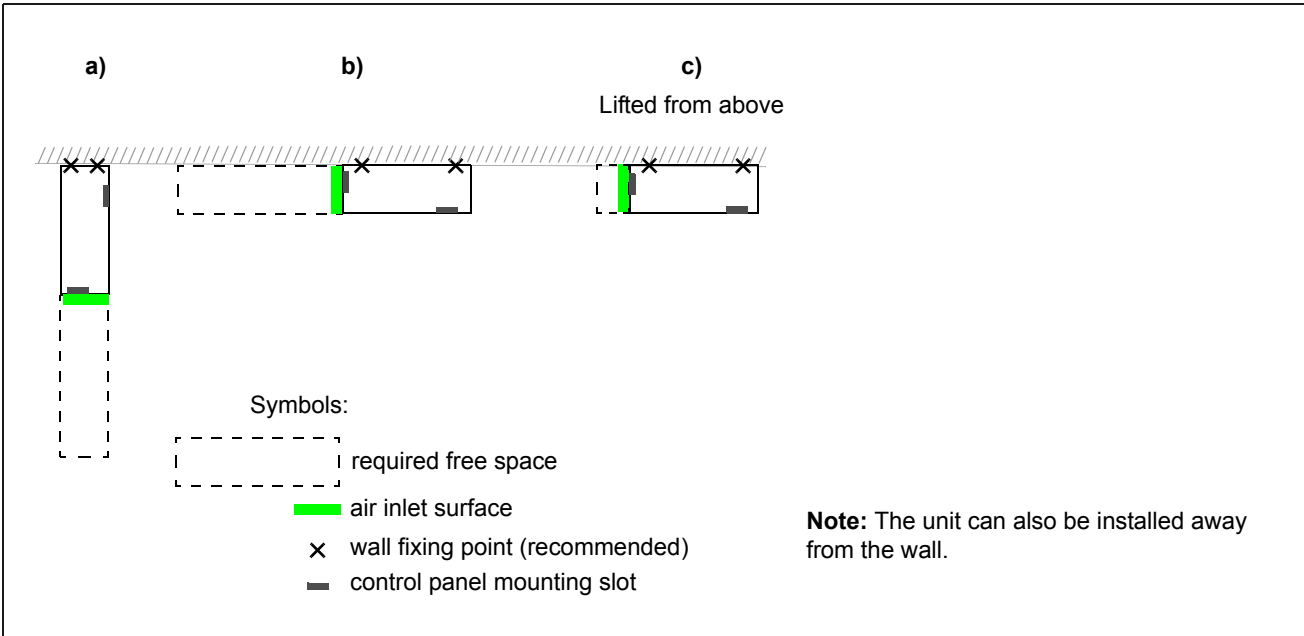 a)
b)
c)
Lifted from above
Symbols:
required free space
air inlet surface
wall fixing point (recommended)
control panel mounting slot
Note: The unit can also be installed away
from the wall.